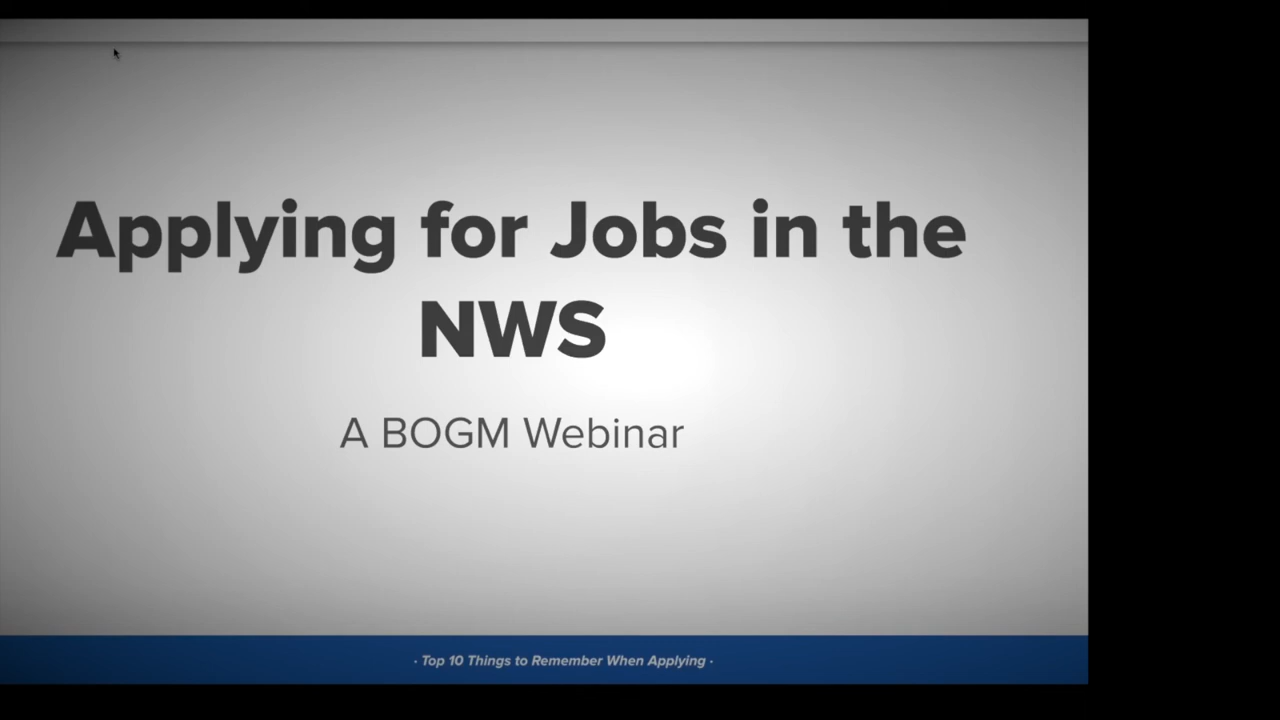 Applying for Jobs in the
NWS
A BOGM Webinar
· Top 10 Things to Remember When Applying ·